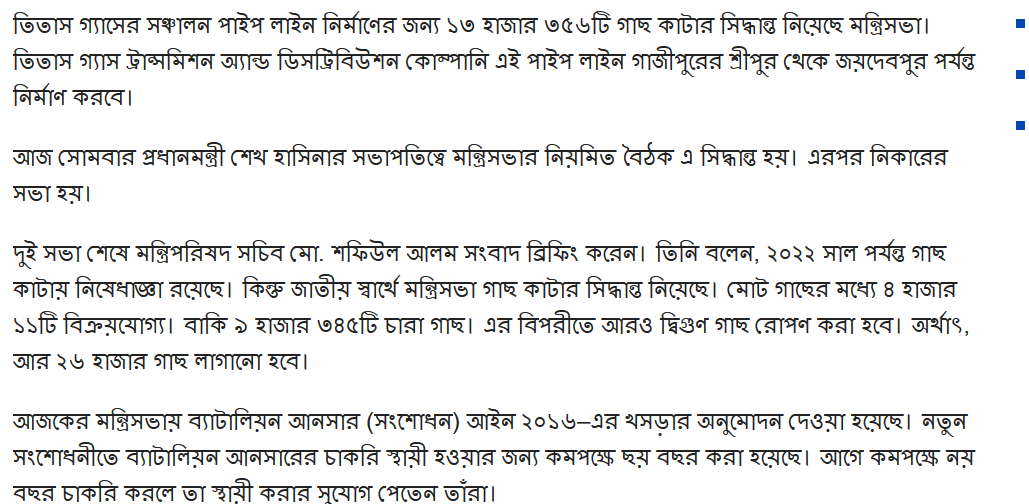 তিতাস গ্যাসের সঞ্চালন পাইপ লাইন নির্মাণের জন্য ১৩ হাজার ৩৫৬টি গাছ কাটার সিদ্ধান্ত নিয়েছে মন্ত্রিসভা।
তিতাস গ্যাস ট্রান্সমিশন অ্যান্ড ডিসট্রিবিউশন কোম্পানি এই পাইপ লাইন গাজীপুরের শ্রীপুর থেকে জয়দেবপুর পর্যন্ত
নির্মাণ করবে।
আজ সোমবার প্রধানমন্ত্রী শেখ হাসিনার সভাপতিত্বে মন্ত্রিসভার নিয়মিত বৈঠক এ সিদ্ধান্ত হয়। এরপর নিকারের
সভা হয়।
দুই সভা শেষে মন্ত্রিপরিষদ সচিব মো. শফিউল আলম সংবাদ ব্রিফিং করেন। তিনি বলেন, ২০২২ সাল পর্যন্ত গাছ
কাটায় নিষেধাজ্ঞা রয়েছে। কিন্তু জাতীয় স্বার্থে মন্ত্রিসভা গাছ কাটার সিদ্ধান্ত নিয়েছে। মোট গাছের মধ্যে ৪ হাজার
১১টি বিক্রয়যোগ্য। বাকি ৯ হাজার ৩৪৫টি চারা গাছ। এর বিপরীতে আরও দ্বিগুণ গাছ রোপণ করা হবে। অর্থাৎ,
আর ২৬ হাজার গাছ লাগানো হবে।
আজকের মন্ত্রিসভায় ব্যাটালিয়ন আনসার (সংশোধন) আইন ২০১৬–এর খসড়ার অনুমোদন দেওয়া হয়েছে। নতুন
সংশোধনীতে ব্যাটালিয়ন আনসারের চাকরি স্থায়ী হওয়ার জন্য কমপক্ষে ছয় বছর করা হয়েছে। আগে কমপক্ষে নয়
বছর চাকরি করলে তা স্থায়ী করার সুযোগ পেতেন তাঁরা।